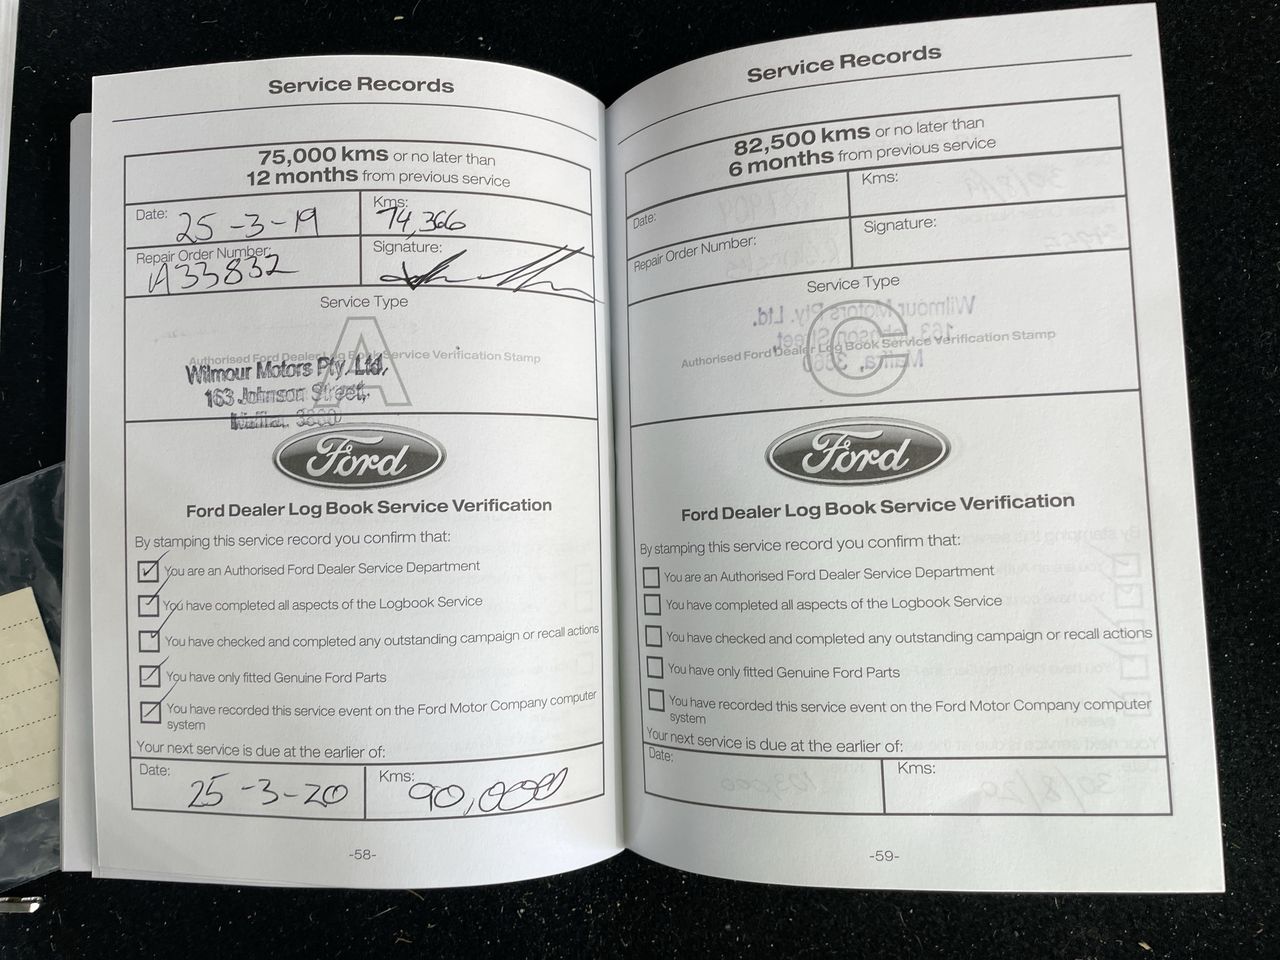 Service Records
75,000 kms or no later than
12 months from previous service
Date: 25-3-19
Kms: 74,366
Repair Order Number: A33832
Signature:
Service Type
A
Authorised Ford Dealer Log Book Service Verification Stamp
Wilmour Motors Pty. Ltd.
163 Johnson Street,
Maffra. 3860
Ford
Ford Dealer Log Book Service Verification
By stamping this service record you confirm that:
You are an Authorised Ford Dealer Service Department
You have completed all aspects of the Logbook Service
You have checked and completed any outstanding campaign or recall actions
You have only fitted Genuine Ford Parts
You have recorded this service event on the Ford Motor Company computer
system
Your next service is due at the earlier of:
Date: 25-3-20
Kms: 90,000
-58-
Service Records
82,500 kms or no later than
6 months from previous service
Date:
Kms:
Repair Order Number:
Signature:
Service Type
C
Authorised Ford Dealer Log Book Service Verification Stamp
Ford
Ford Dealer Log Book Service Verification
By stamping this service record you confirm that:
You are an Authorised Ford Dealer Service Department
You have completed all aspects of the Logbook Service
You have checked and completed any outstanding campaign or recall actions
You have only fitted Genuine Ford Parts
You have recorded this service event on the Ford Motor Company computer
system
Your next service is due at the earlier of:
Date:
Kms:
-59-